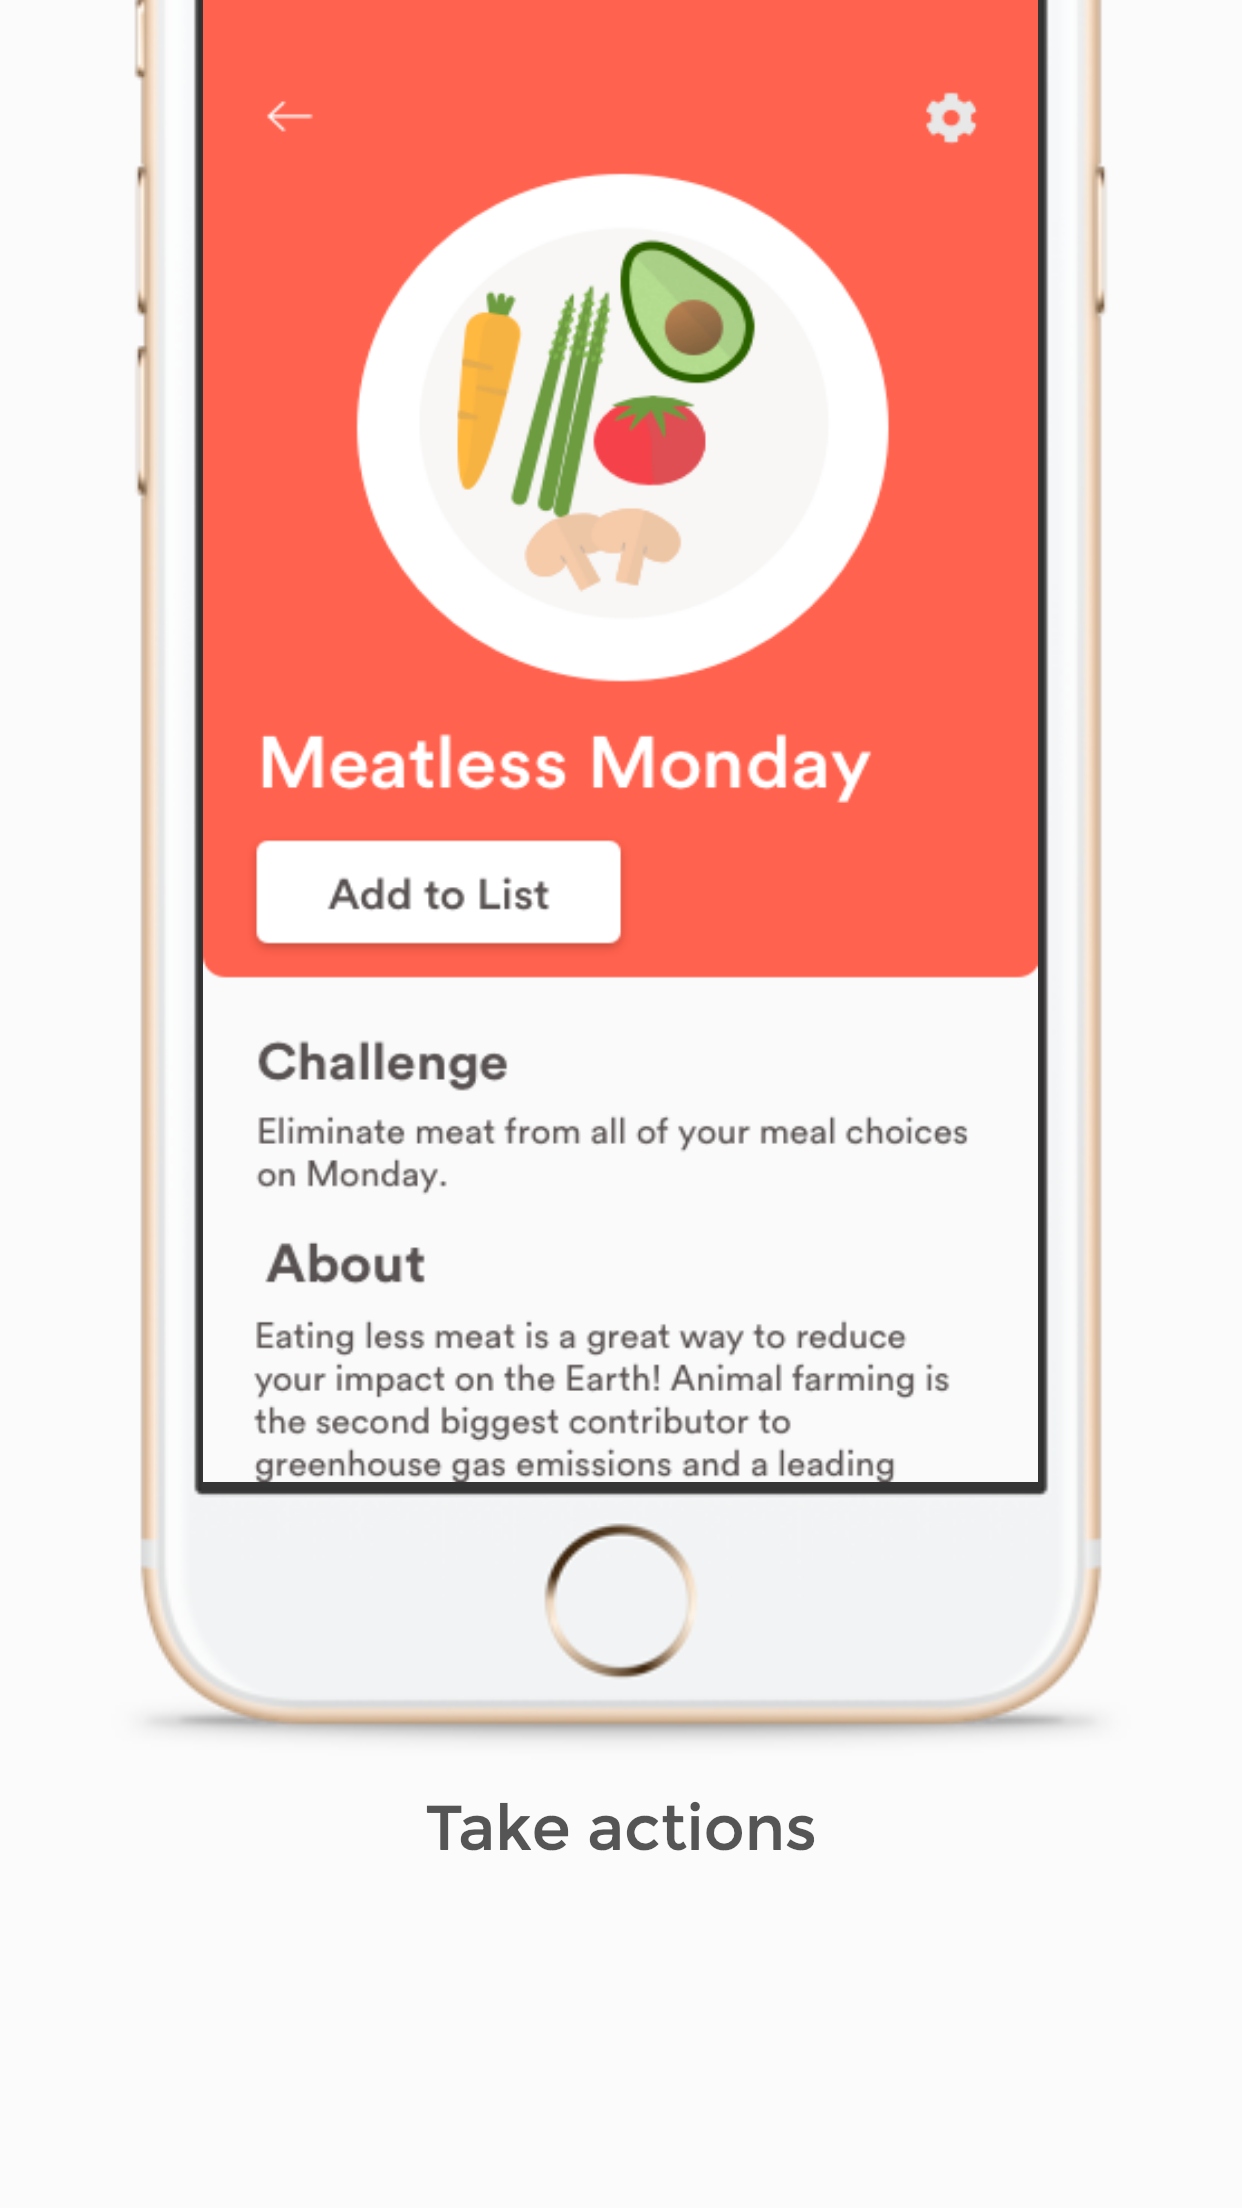 Meatless Monday
Add to List
Challenge
Eliminate meat from all of your meal choices
on Monday.
About
Eating less meat is a great way to reduce
your impact on the Earth! Animal farming is
the second biggest contributor to
greenhouse gas emissions and a leading
Take actions